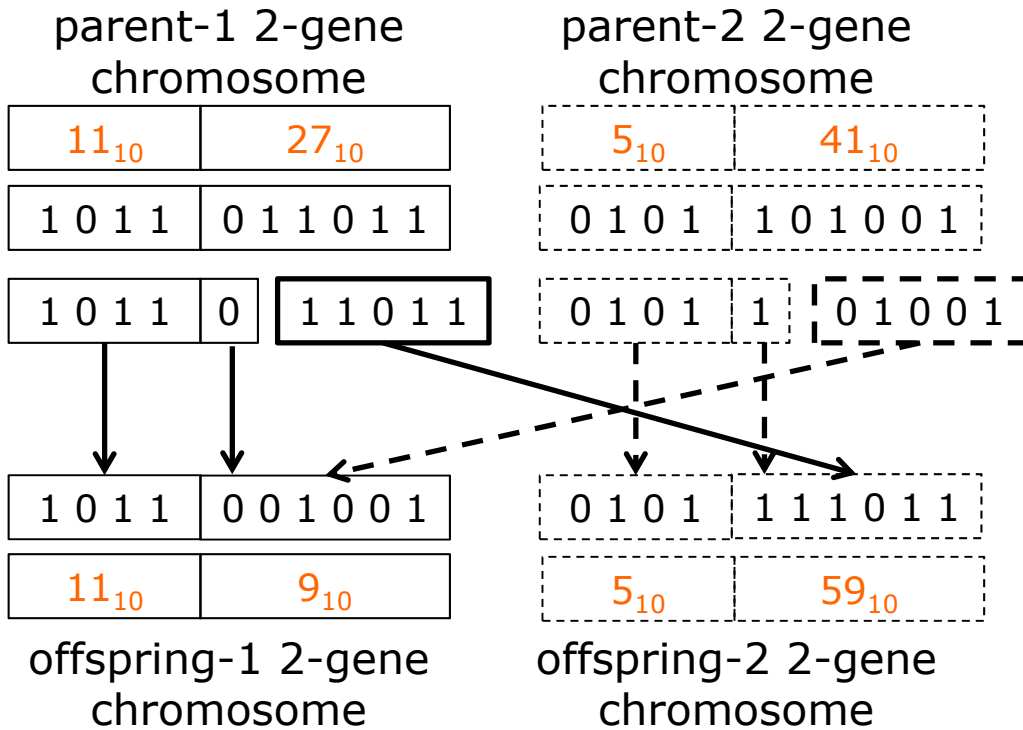 parent-1 2-gene chromosome
parent-2 2-gene chromosome
11₁₀ 27₁₀ 5₁₀ 41₁₀
1 0 1 1 0 1 1 0 1 1 0 1 0 1 1 0 1 0 0 1
1 0 1 1 0 1 1 0 1 1 0 1 0 1 1 0 1 0 0 1
1 0 1 1 0 0 1 0 0 1 0 1 0 1 1 1 1 0 1 1
11₁₀ 9₁₀ 5₁₀ 59₁₀
offspring-1 2-gene chromosome
offspring-2 2-gene chromosome